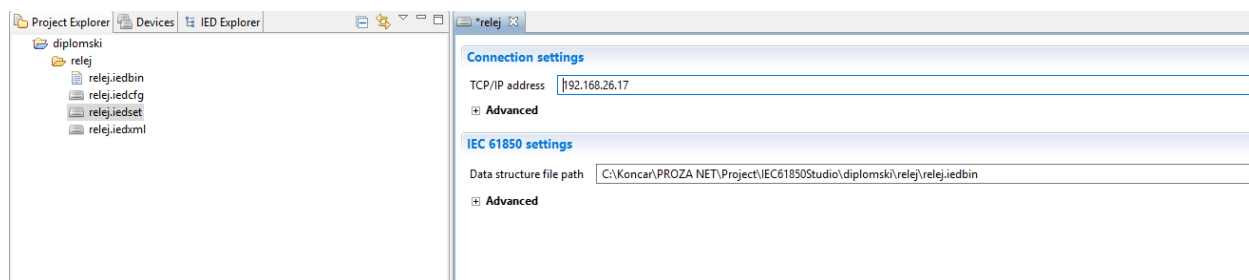 Project Explorer Devices IED Explorer
diplomski
relej
relej.iedbin
relej.iedcfg
relej.iedset
relej.iedxml
*relej
Connection settings
TCP/IP address 192.168.26.17
Advanced
IEC 61850 settings
Data structure file path C:\Koncar\PROZA NET\Project\IEC61850Studio\diplomski\relej\relej.iedbin
Advanced